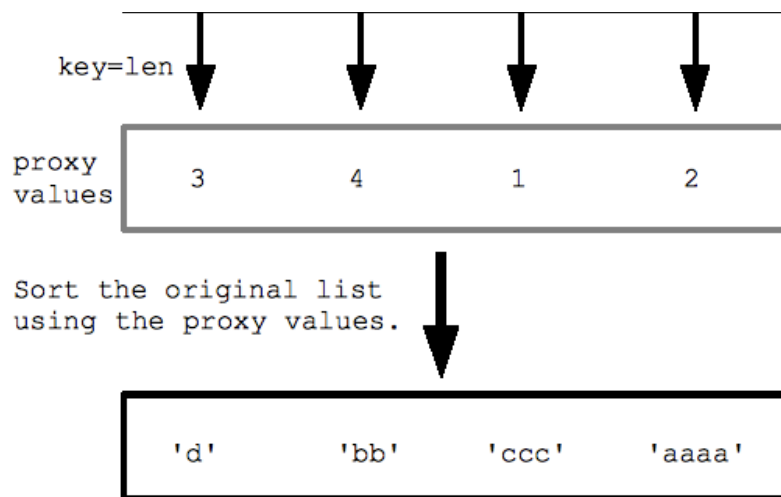 key=len
proxy
values
3 4 1 2
Sort the original list
using the proxy values.
'd' 'bb' 'ccc' 'aaaa'